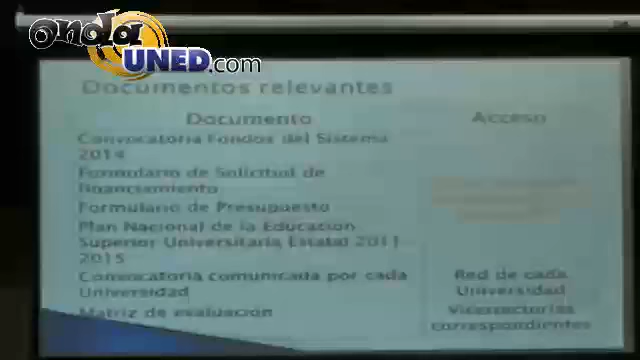 onda
UNED.com
Documentos relevantes
Documento Acceso
Convocatoria Fondos del Sistema
2014
Formulario de Solicitud de
financiamiento
Formulario de Presupuesto
Plan Nacional de la Educación
Superior Universitaria Estatal 2011-
2015
Convocatoria comunicada por cada
Universidad
Red de cada
Universidad
Matriz de evaluación
Vicerrectorías
correspondientes